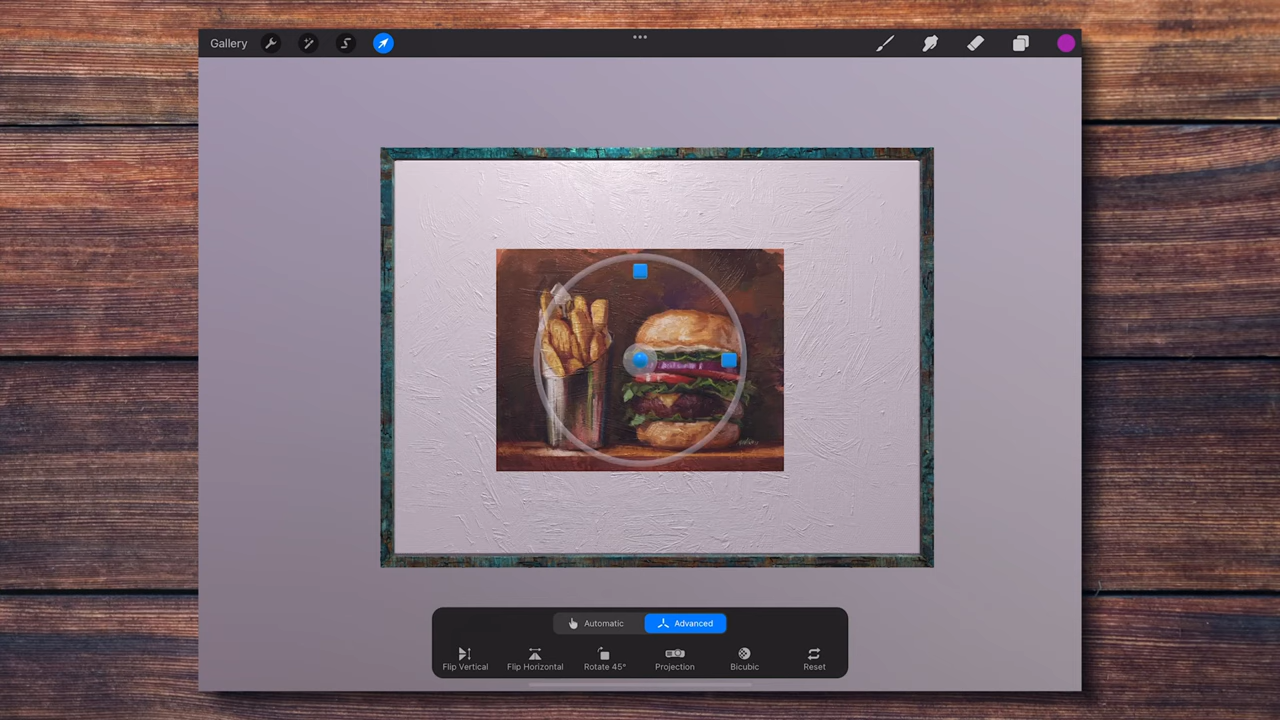 Gallery
Automatic
Advanced
Flip Vertical
Flip Horizontal
Rotate 45°
Projection
Bicubic
Reset